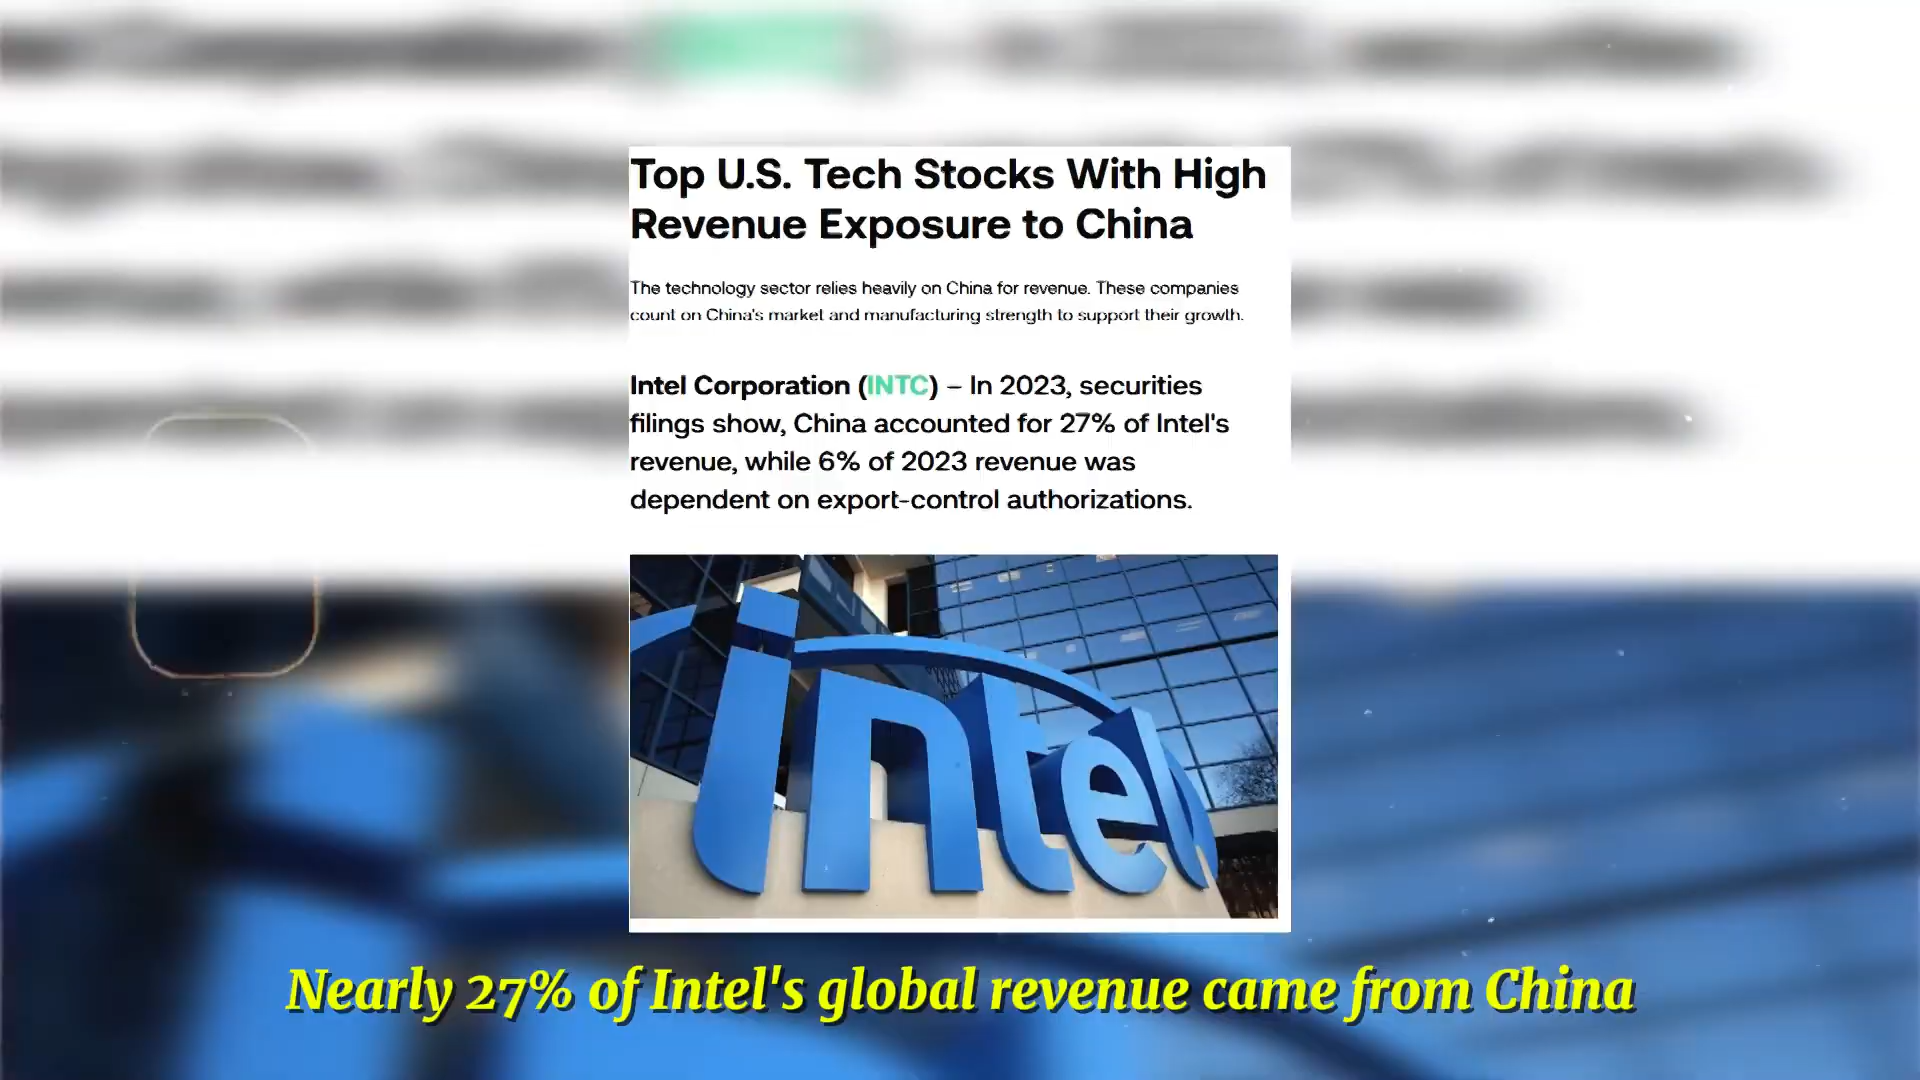 Top U.S. Tech Stocks With High
Revenue Exposure to China
The technology sector relies heavily on China for revenue. These companies
count on China's market and manufacturing strength to support their growth.
Intel Corporation (INTC) – In 2023, securities
filings show, China accounted for 27% of Intel's
revenue, while 6% of 2023 revenue was
dependent on export-control authorizations.
intel
Nearly 27% of Intel's global revenue came from China